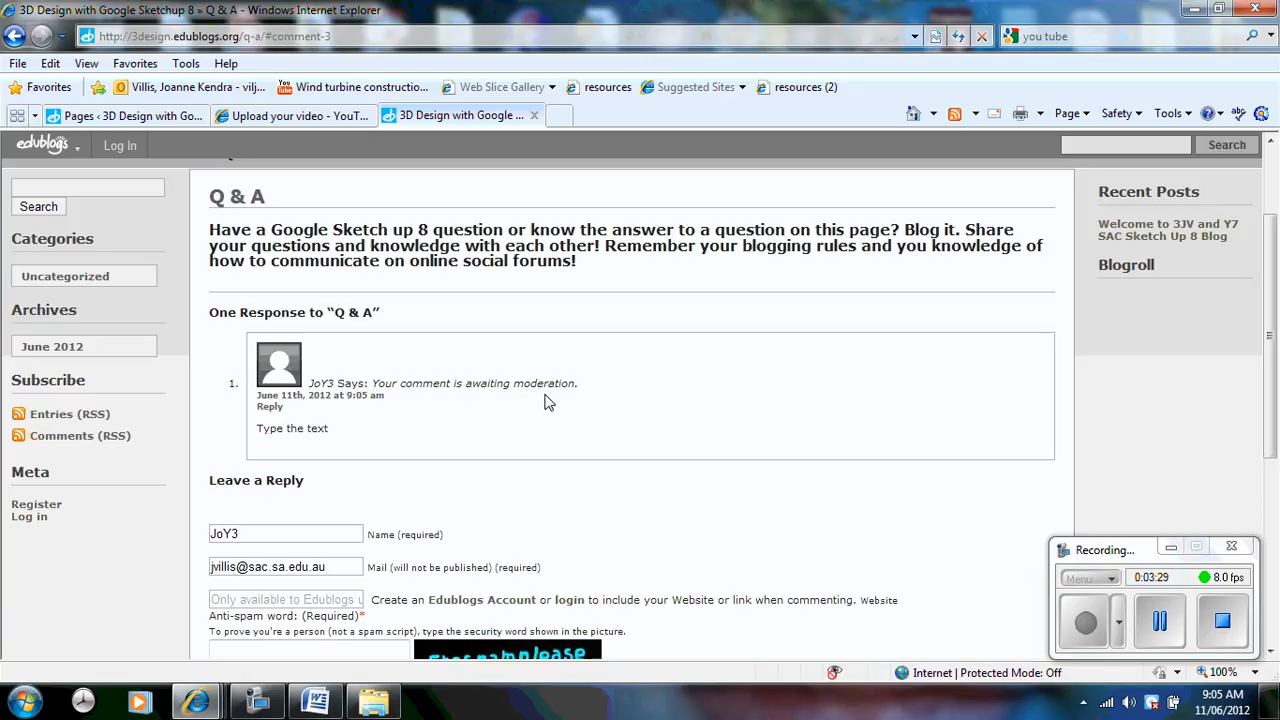 3D Design with Google Sketchup 8 » Q & A - Windows Internet Explorer
http://3design.edublogs.org/q-a/#comment-3
you tube
File Edit View Favorites Tools Help
Favorites Villis, Joanne Kendra - vilj... Wind turbine constructio... Web Slice Gallery resources Suggested Sites resources (2)
Pages ‹ 3D Design with Go... Upload your video - YouT... 3D Design with Google ... Page Safety Tools
edublogs Log In Search
Search
Categories
Uncategorized
Archives
June 2012
Subscribe
Entries (RSS)
Comments (RSS)
Meta
Register
Log in
Q & A
Have a Google Sketch up 8 question or know the answer to a question on this page? Blog it. Share
your questions and knowledge with each other! Remember your blogging rules and you knowledge of
how to communicate on online social forums!
One Response to “Q & A”
1. JoY3 Says: Your comment is awaiting moderation.
June 11th, 2012 at 9:05 am
Reply
Type the text
Leave a Reply
JoY3 Name (required)
jvillis@sac.sa.edu.au Mail (will not be published) (required)
Only available to Edublogs u Create an Edublogs Account or login to include your Website or link when commenting. Website
Anti-spam word: (Required)*
To prove you're a person (not a spam script), type the security word shown in the picture.
Recent Posts
Welcome to 3JV and Y7
SAC Sketch Up 8 Blog
Blogroll
Recording...
Menu 00:03:29 8.0 fps
Internet | Protected Mode: Off 100%
9:05 AM
11/06/2012